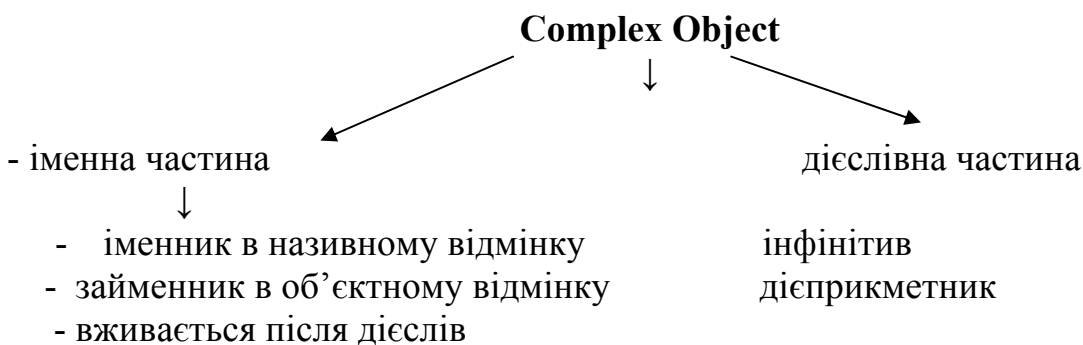 Complex Object
↓
- іменна частина дієслівна частина
↓
- іменник в називному відмінку інфінітив
- займенник в об’єктному відмінку дієприкметник
- вживається після дієслів